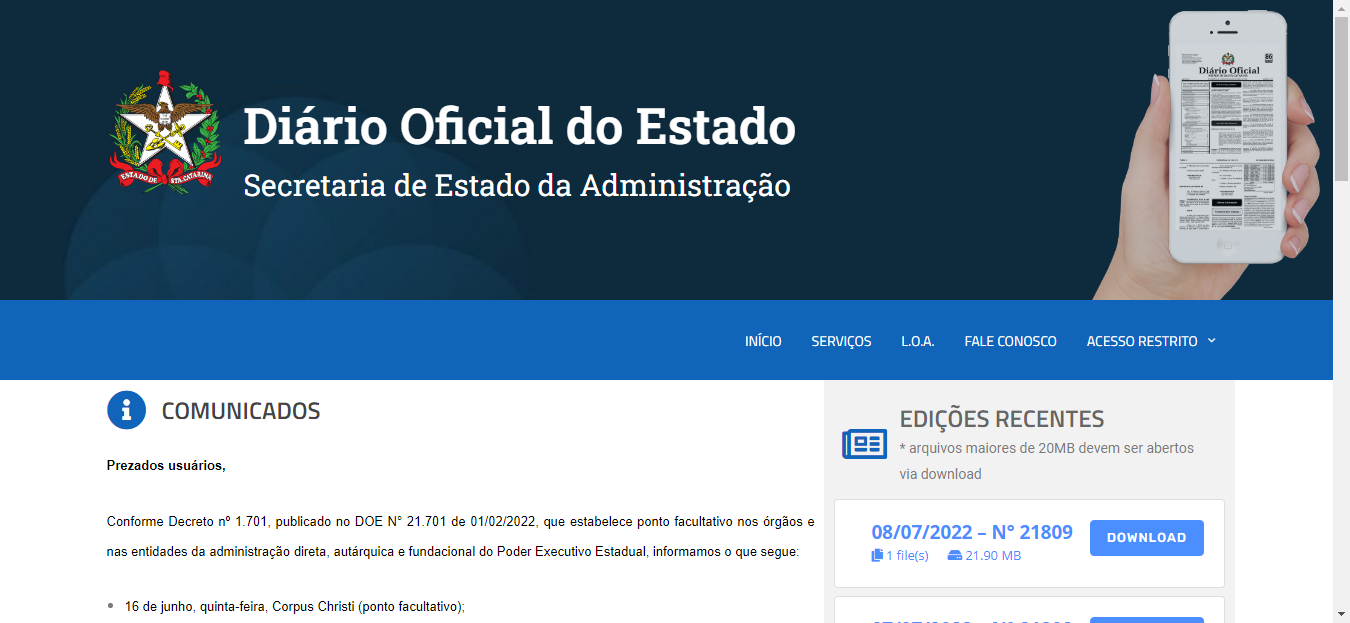 Diário Oficial do Estado
Secretaria de Estado da Administração
ESTADO DE STA. CATARINA
Diário Oficial
INÍCIO SERVIÇOS L.O.A. FALE CONOSCO ACESSO RESTRITO
COMUNICADOS
Prezados usuários,
Conforme Decreto nº 1.701, publicado no DOE N° 21.701 de 01/02/2022, que estabelece ponto facultativo nos órgãos e
nas entidades da administração direta, autárquica e fundacional do Poder Executivo Estadual, informamos o que segue:
16 de junho, quinta-feira, Corpus Christi (ponto facultativo);
EDIÇÕES RECENTES
* arquivos maiores de 20MB devem ser abertos
via download
08/07/2022 – N° 21809
DOWNLOAD
1 file(s) 21.90 MB